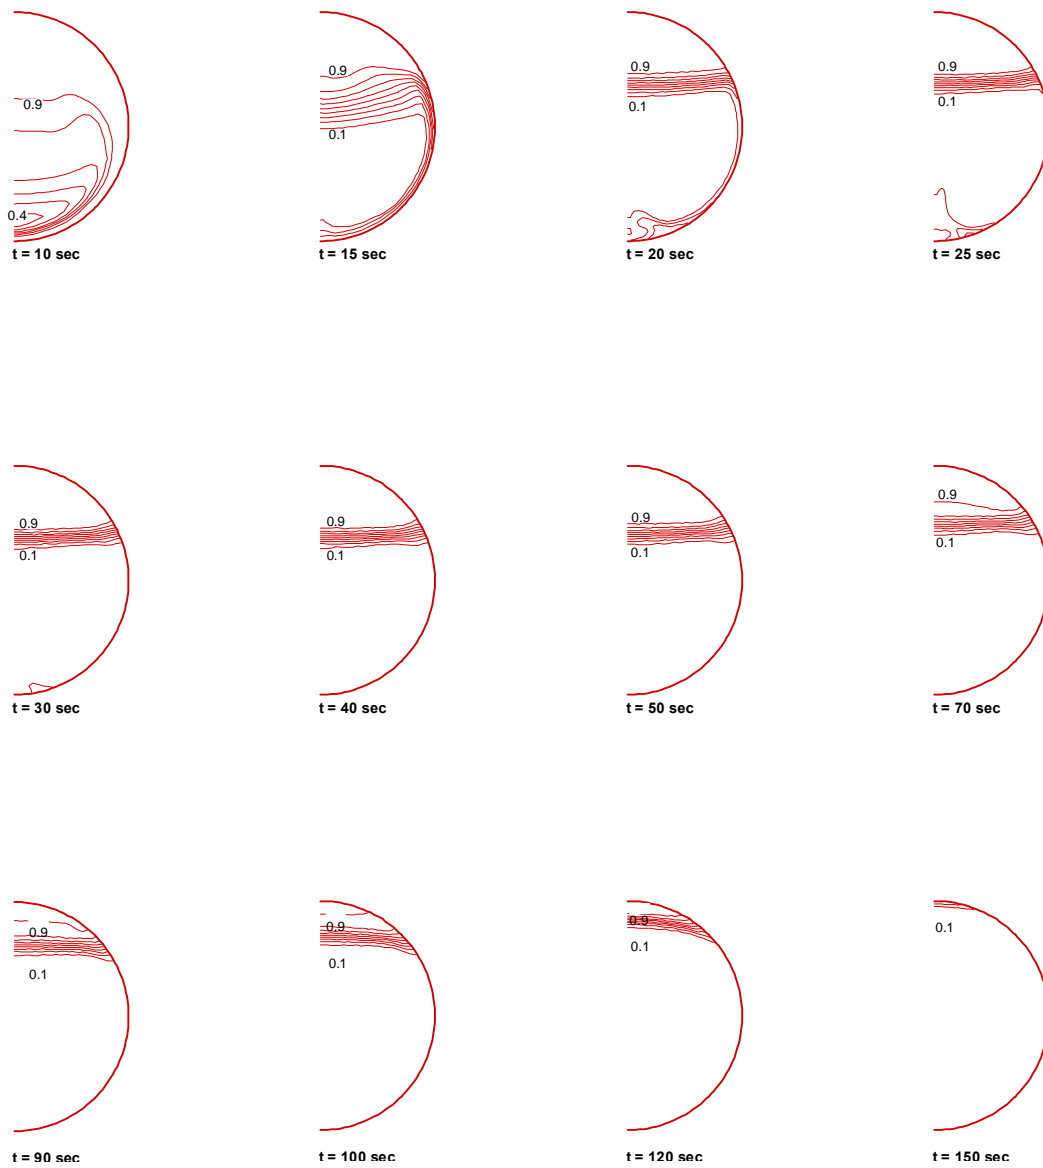 0.9
0.4
t = 10 sec
0.9
0.1
t = 15 sec
0.9
0.1
t = 20 sec
0.9
0.1
t = 25 sec
0.9
0.1
t = 30 sec
0.9
0.1
t = 40 sec
0.9
0.1
t = 50 sec
0.9
0.1
t = 70 sec
0.9
0.1
t = 90 sec
0.9
0.1
t = 100 sec
0.9
0.1
t = 120 sec
0.1
t = 150 sec